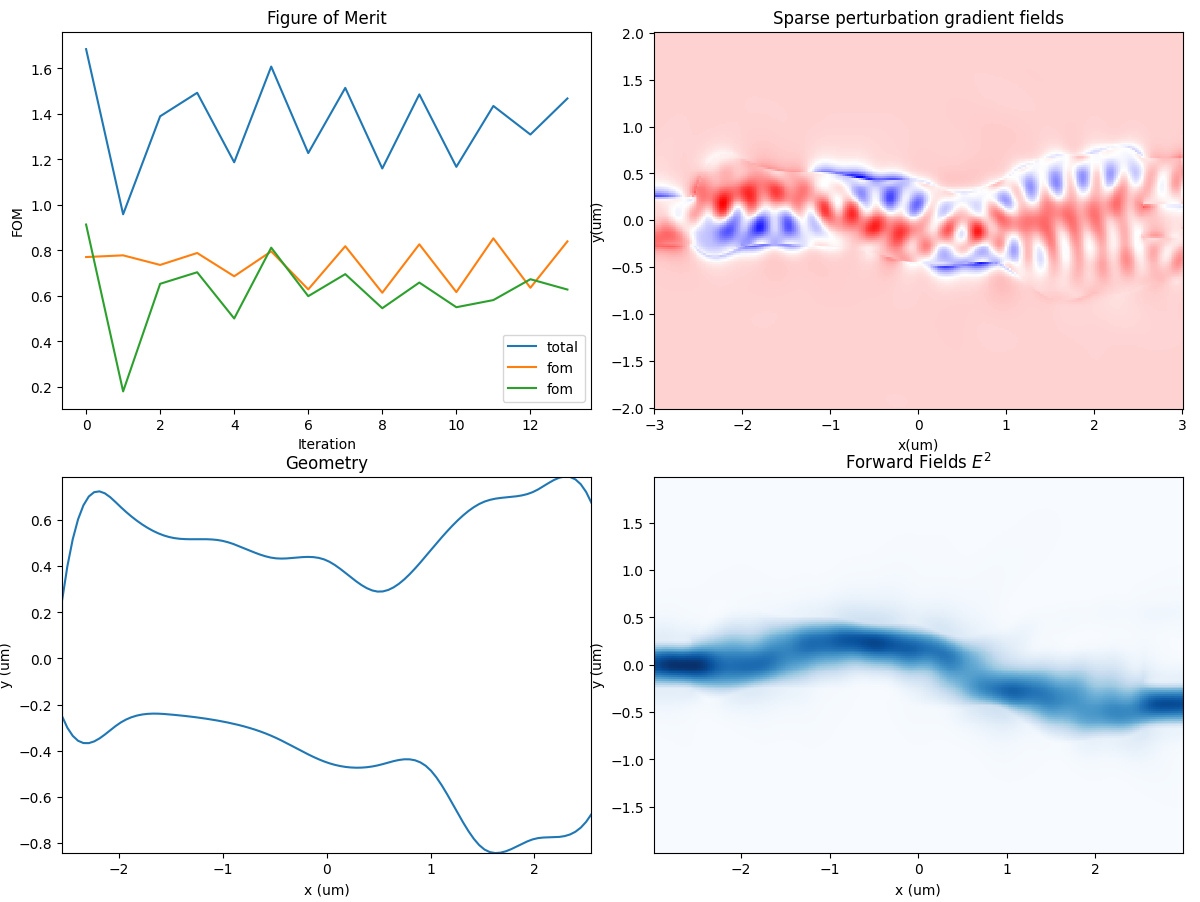 Figure of Merit
FOM
1.6
1.4
1.2
1.0
0.8
0.6
0.4
0.2
0 2 4 6 8 10 12
Iteration
total
fom
fom
Sparse perturbation gradient fields
y(um)
2.0
1.5
1.0
0.5
0.0
−0.5
−1.0
−1.5
−2.0
−3 −2 −1 0 1 2 3
x(um)
Geometry
y (um)
0.6
0.4
0.2
0.0
−0.2
−0.4
−0.6
−0.8
−2 −1 0 1 2
x (um)
Forward Fields E²
y (um)
1.5
1.0
0.5
0.0
−0.5
−1.0
−1.5
−2 −1 0 1 2
x (um)